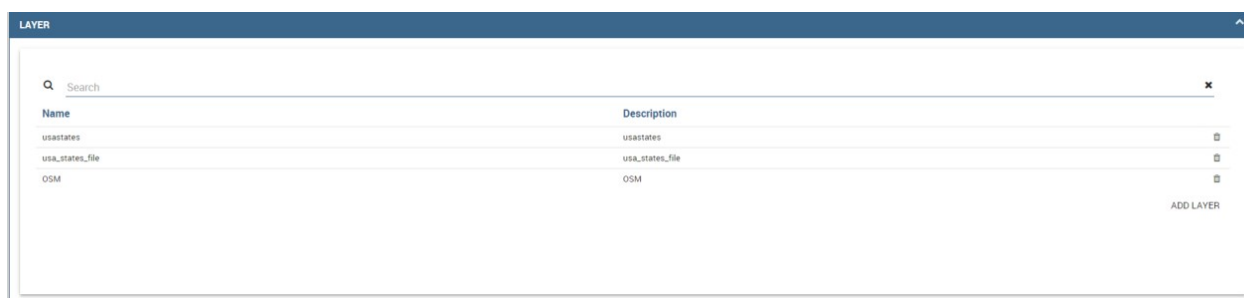 LAYER
Search
Name Description
usastates usastates
usa_states_file usa_states_file
OSM OSM
ADD LAYER